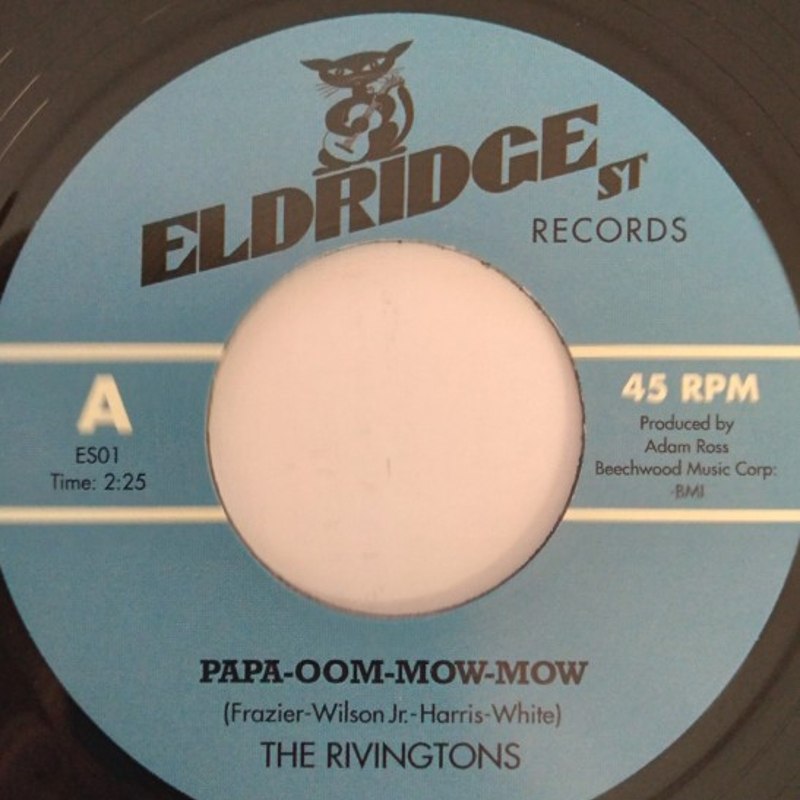 ELDRIDGE ST
RECORDS
A
ES01
Time: 2:25
45 RPM
Produced by
Adam Ross
Beechwood Music Corp:
-BMI
PAPA-OOM-MOW-MOW
(Frazier-Wilson Jr.-Harris-White)
THE RIVINGTONS